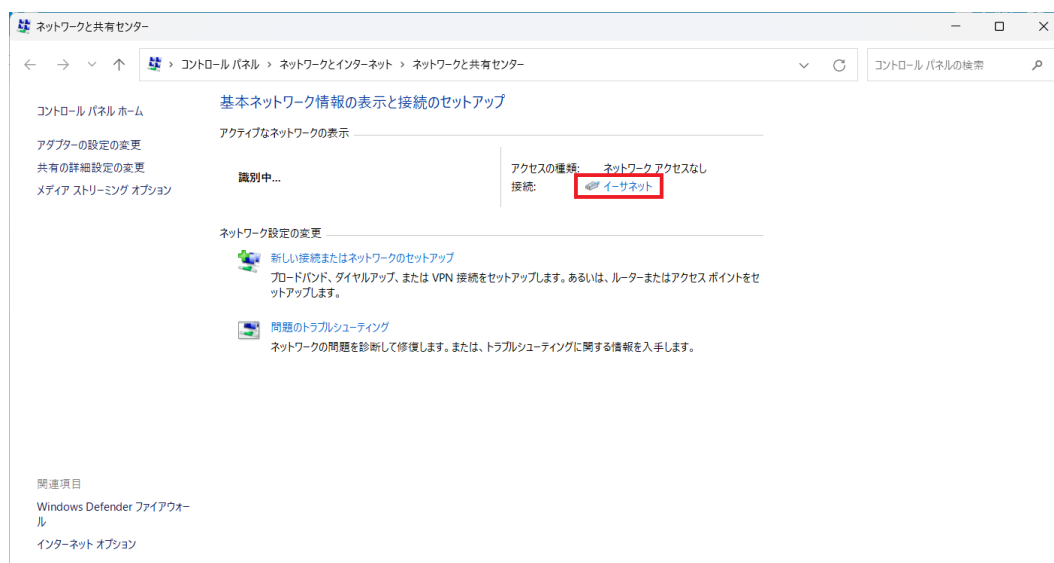 ネットワークと共有センター
コントロール パネル › ネットワークとインターネット › ネットワークと共有センター
コントロール パネルの検索
コントロール パネル ホーム
アダプターの設定の変更
共有の詳細設定の変更
メディア ストリーミング オプション
基本ネットワーク情報の表示と接続のセットアップ
アクティブなネットワークの表示
識別中...
アクセスの種類: ネットワーク アクセスなし
接続: イーサネット
ネットワーク設定の変更
新しい接続またはネットワークのセットアップ
ブロードバンド、ダイヤルアップ、または VPN 接続をセットアップします。あるいは、ルーターまたはアクセス ポイントをセ
ットアップします。
問題のトラブルシューティング
ネットワークの問題を診断して修復します。または、トラブルシューティングに関する情報を入手します。
関連項目
Windows Defender ファイアウォー
ル
インターネット オプション